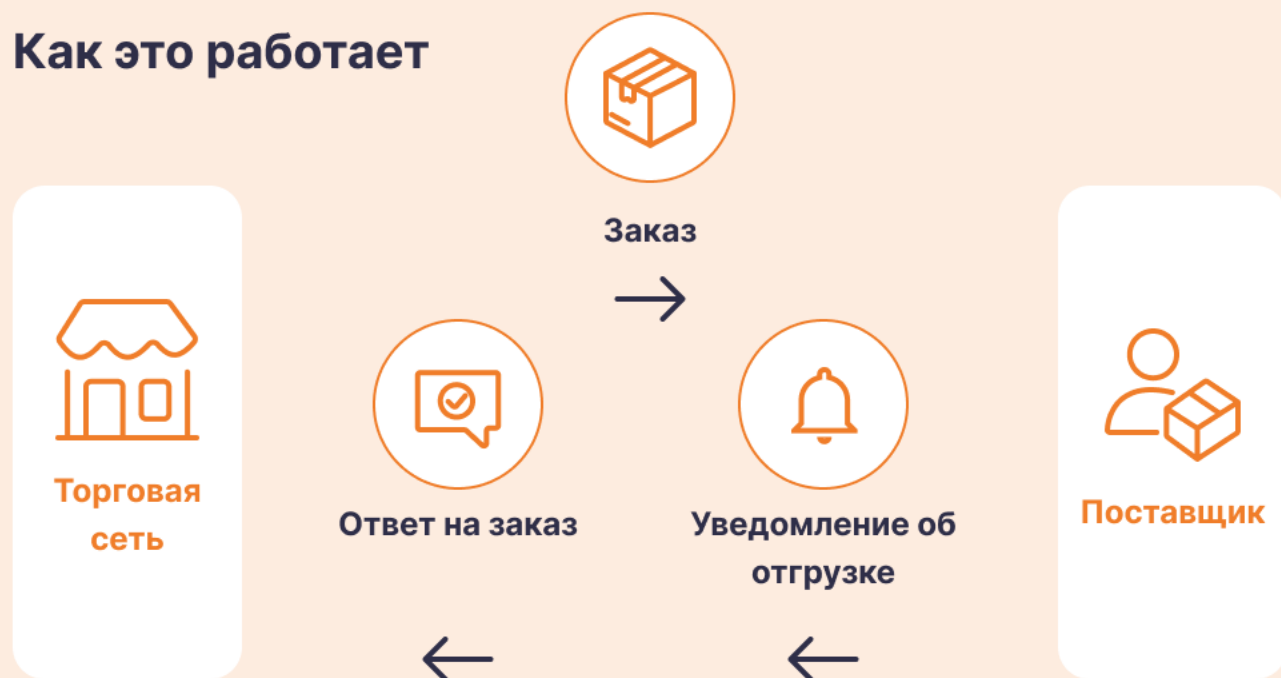 Как это работает
Заказ
Торговая
сеть
Ответ на заказ
Уведомление об
отгрузке
Поставщик